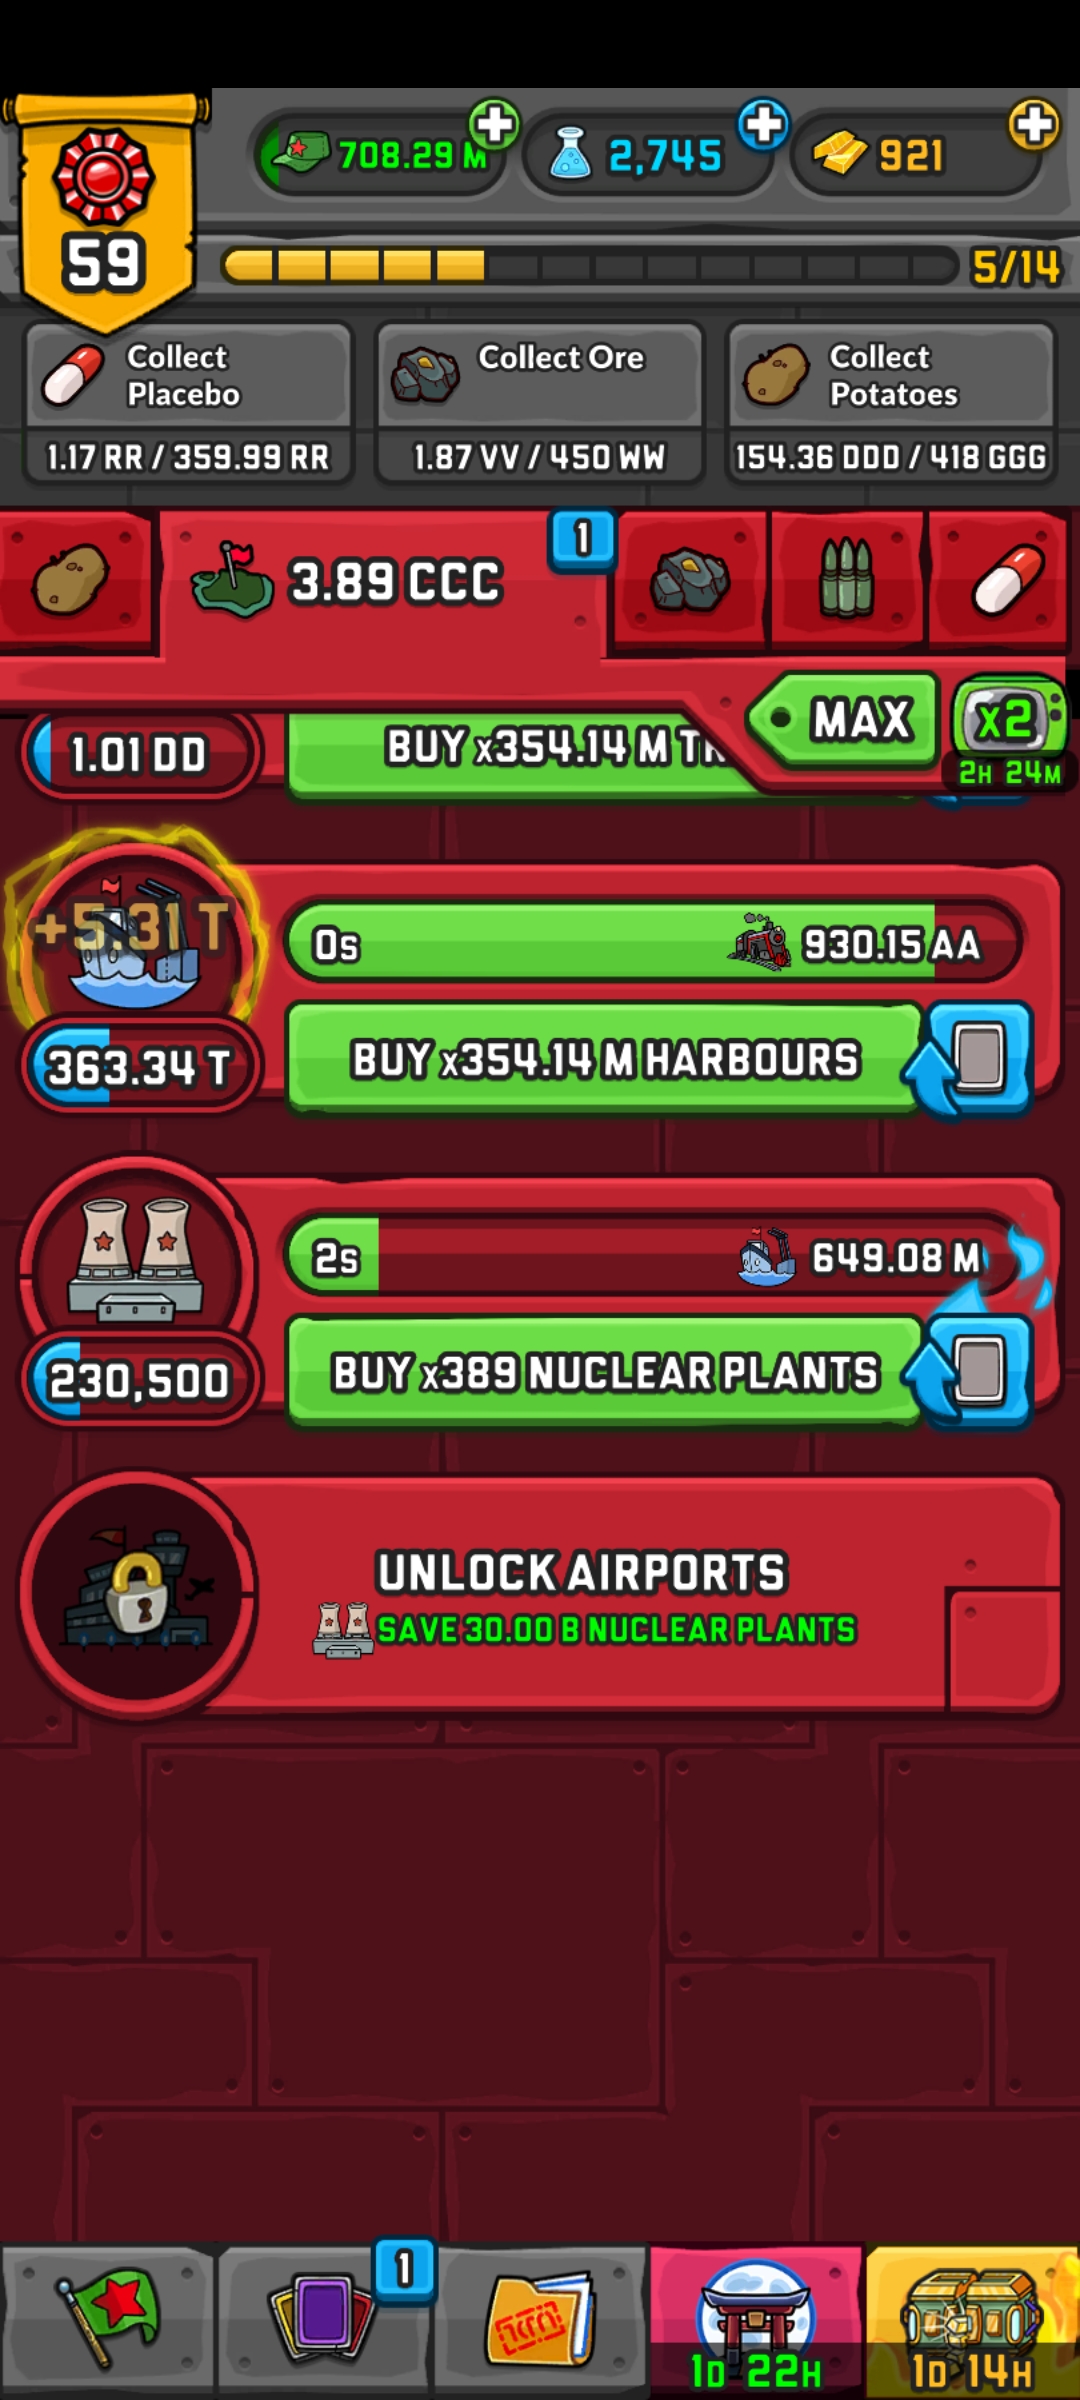 708.29 M
2,745
921
59
5/14
Collect
Placebo
1.17 RR / 359.99 RR
Collect Ore
1.87 VV / 450 WW
Collect
Potatoes
154.36 DDD / 418 GGG
3.89 CCC
1
MAX
x2
2H 24M
1.01 DD
BUY x354.14 M
+5.31 T
0s
930.15 AA
363.34 T
BUY x354.14 M HARBOURS
2s
649.08 M
230,500
BUY x389 NUCLEAR PLANTS
UNLOCK AIRPORTS
SAVE 30.00 B NUCLEAR PLANTS
1
1D 22H
1D 14H